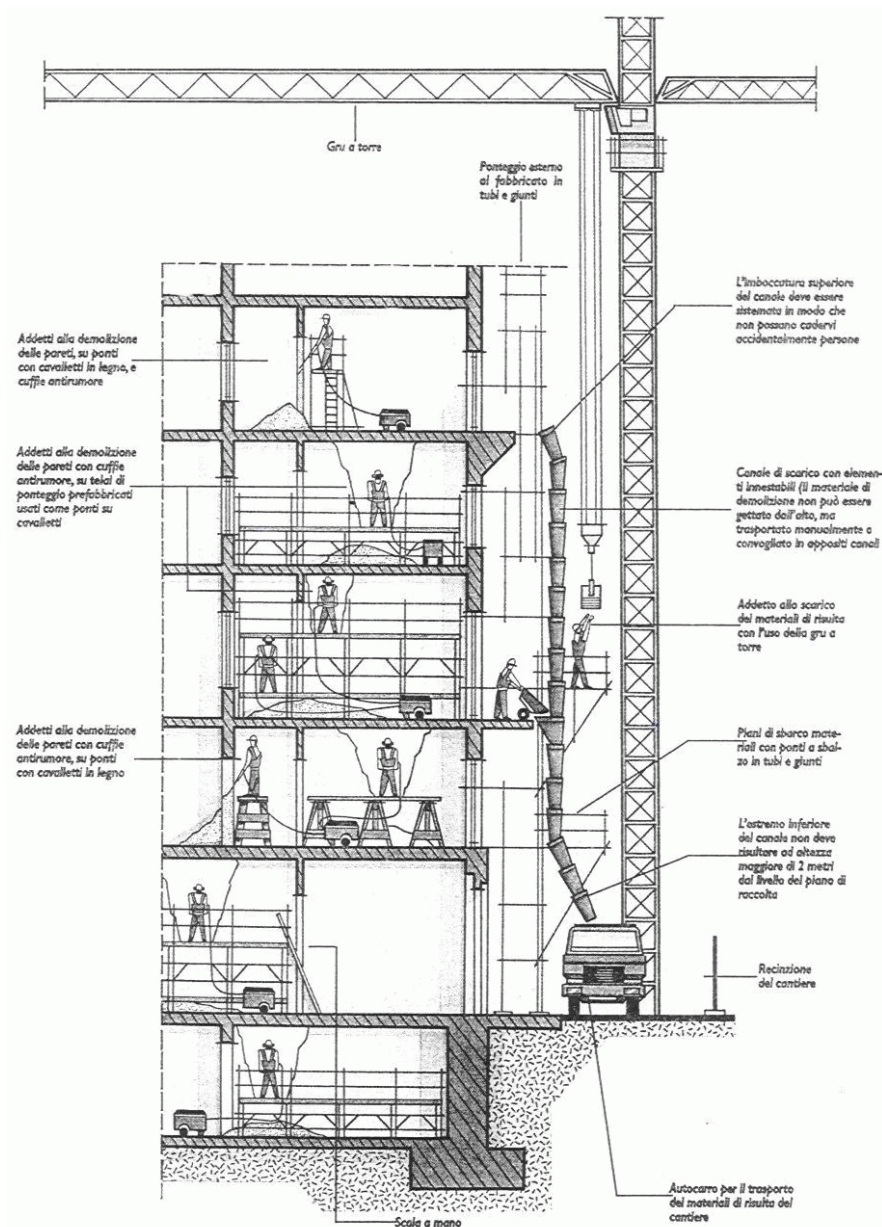 Gru a torre
Ponteggio esterno
al fabbricato in
tubi e giunti
L'imboccatura superiore
del canale deve essere
sistemata in modo che
non possano cadervi
accidentalmente persone
Addetti alla demolizione
delle pareti, su ponti
con cavalletti in legno, e
cuffie antirumore
Addetti alla demolizione
delle pareti con cuffie
antirumore, su telai di
ponteggio prefabbricati
usati come ponti su
cavalletti
Canale di scarico con elemen-
ti innestabili (il materiale di
demolizione non può essere
gettato dall'alto, ma
trasportato manualmente o
convogliato in appositi canali
Addetto allo scarico
dei materiali di risulta
con l'uso della gru a
torre
Addetti alla demolizione
delle pareti con cuffie
antirumore, su ponti
con cavalletti in legno
Piani di sbarco mate-
riali con ponti a sbal-
zo in tubi e giunti
L'estremo inferiore
del canale non deve
risultare ad altezza
maggiore di 2 metri
dal livello del piano di
raccolta
Recinzione
del cantiere
Autocarro per il trasporto
dei materiali di risulta del
cantiere
Scala a mano